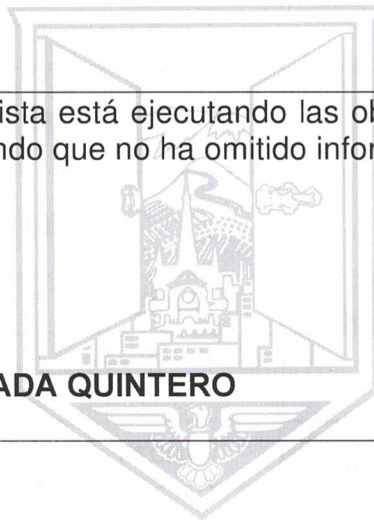 ista está ejecutando las ob
ndo que no ha omitido infor
ADA QUINTERO